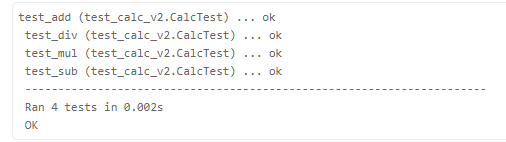 test_add (test_calc_v2.CalcTest) ... ok
test_div (test_calc_v2.CalcTest) ... ok
test_mul (test_calc_v2.CalcTest) ... ok
test_sub (test_calc_v2.CalcTest) ... ok
----------------------------------------------------------------------
Ran 4 tests in 0.002s
OK